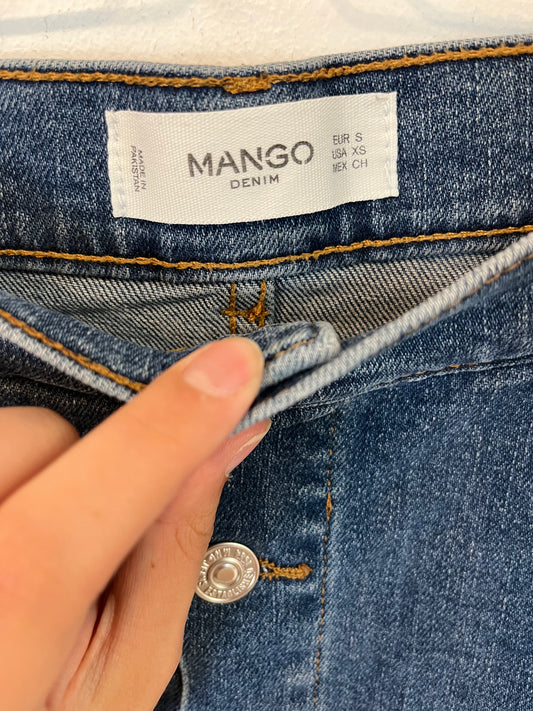 MADE IN
PAKISTAN
MANGO
DENIM
EUR S
USA XS
MEX CH